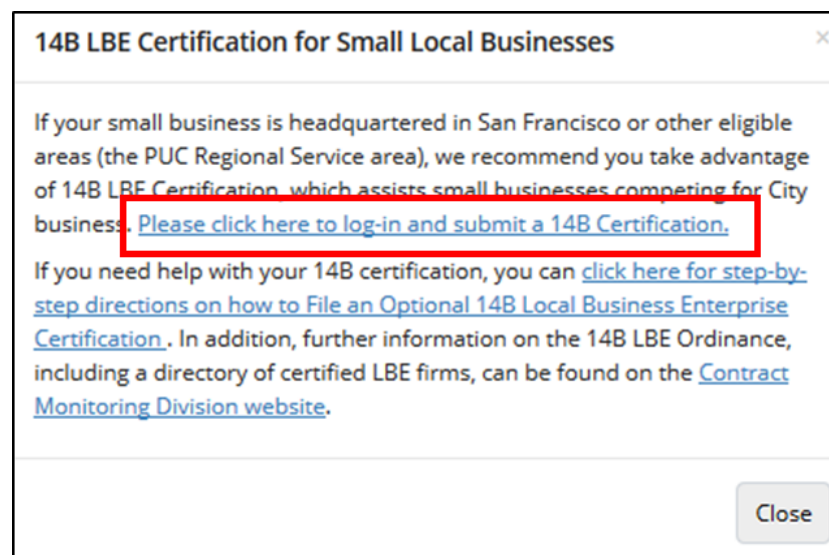 14B LBE Certification for Small Local Businesses
×
If your small business is headquartered in San Francisco or other eligible
areas (the PUC Regional Service area), we recommend you take advantage
of 14B LBE Certification, which assists small businesses competing for City
business. Please click here to log-in and submit a 14B Certification.
If you need help with your 14B certification, you can click here for step-by-
step directions on how to File an Optional 14B Local Business Enterprise
Certification . In addition, further information on the 14B LBE Ordinance,
including a directory of certified LBE firms, can be found on the Contract
Monitoring Division website.
Close